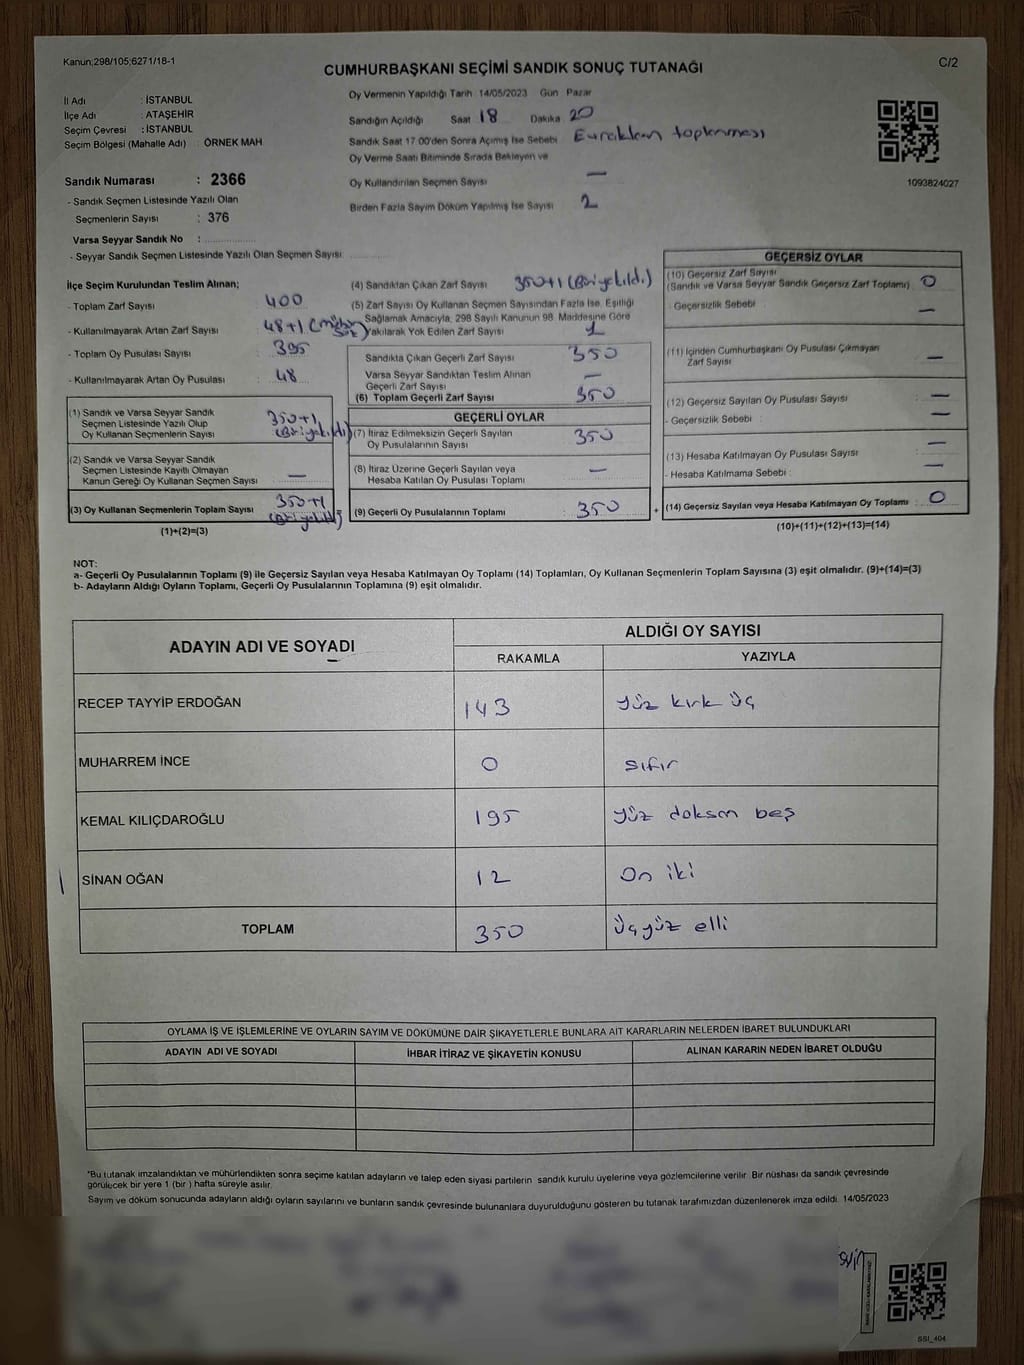 Kanun;298/105;6271/18-1
C/2
CUMHURBAŞKANI SEÇİMİ SANDIK SONUÇ TUTANAĞI
İl Adı : İSTANBUL
İlçe Adı : ATAŞEHİR
Seçim Çevresi : İSTANBUL
Seçim Bölgesi (Mahalle Adı) : ÖRNEK MAH
Sandık Numarası : 2366
- Sandık Seçmen Listesinde Yazılı Olan
Seçmenlerin Sayısı : 376
Varsa Seyyar Sandık No :
- Seyyar Sandık Seçmen Listesinde Yazılı Olan Seçmen Sayısı:
Oy Vermenin Yapıldığı Tarih 14/05/2023 Gün Pazar
Sandığın Açıldığı Saat 18 Dakika 20
Sandık Saat 17:00'den Sonra Açılmış İse Sebebi Evrakların toplanması
Oy Verme Saati Bitiminde Sırada Bekleyen ve
Oy Kullandırılan Seçmen Sayısı —
Birden Fazla Sayım Döküm Yapılmış İse Sayısı 2
1093824027
İlçe Seçim Kurulundan Teslim Alınan;
- Toplam Zarf Sayısı : 400
- Kullanılmayarak Artan Zarf Sayısı : 48+1
- Toplam Oy Pusulası Sayısı : 395
- Kullanılmayarak Artan Oy Pusulası : 48
(1) Sandık ve Varsa Seyyar Sandık
Seçmen Listesinde Yazılı Olup
Oy Kullanan Seçmenlerin Sayısı 350+1 (Biri yakıldı)
(2) Sandık ve Varsa Seyyar Sandık
Seçmen Listesinde Kayıtlı Olmayan
Kanun Gereği Oy Kullanan Seçmen Sayısı —
(3) Oy Kullanan Seçmenlerin Toplam Sayısı 350+1 (Biri yakıldı)
(1)+(2)=(3)
(4) Sandıktan Çıkan Zarf Sayısı 350+1 (Biri yakıldı)
(5) Zarf Sayısı Oy Kullanan Seçmen Sayısından Fazla İse, Eşitliği
Sağlamak Amacıyla, 298 Sayılı Kanunun 98. Maddesine Göre
Yakılarak Yok Edilen Zarf Sayısı 1
Sandıkta Çıkan Geçerli Zarf Sayısı : 350
Varsa Seyyar Sandıktan Teslim Alınan
Geçerli Zarf Sayısı : —
(6) Toplam Geçerli Zarf Sayısı : 350
GEÇERLİ OYLAR
(7) İtiraz Edilmeksizin Geçerli Sayılan
Oy Pusulalarının Sayısı 350
(8) İtiraz Üzerine Geçerli Sayılan veya
Hesaba Katılan Oy Pusulası Toplamı —
(9) Geçerli Oy Pusulalarının Toplamı : 350
+
GEÇERSİZ OYLAR
(10) Geçersiz Zarf Sayısı
(Sandık ve Varsa Seyyar Sandık Geçersiz Zarf Toplamı) : 0
- Geçersizlik Sebebi : —
(11) İçinden Cumhurbaşkanı Oy Pusulası Çıkmayan
Zarf Sayısı —
(12) Geçersiz Sayılan Oy Pusulası Sayısı —
- Geçersizlik Sebebi : —
(13) Hesaba Katılmayan Oy Pusulası Sayısı —
- Hesaba Katılmama Sebebi : —
(14) Geçersiz Sayılan veya Hesaba Katılmayan Oy Toplamı : 0
(10)+(11)+(12)+(13)=(14)
NOT:
a- Geçerli Oy Pusulalarının Toplamı (9) ile Geçersiz Sayılan veya Hesaba Katılmayan Oy Toplamı (14) Toplamları, Oy Kullanan Seçmenlerin Toplam Sayısına (3) eşit olmalıdır. (9)+(14)=(3)
b- Adayların Aldığı Oyların Toplamı, Geçerli Oy Pusulalarının Toplamına (9) eşit olmalıdır.
ADAYIN ADI VE SOYADI
ALDIĞI OY SAYISI
RAKAMLA YAZIYLA
RECEP TAYYİP ERDOĞAN 143 yüz kırk üç
MUHARREM İNCE 0 sıfır
KEMAL KILIÇDAROĞLU 195 yüz doksan beş
SİNAN OĞAN 12 On iki
TOPLAM 350 Üçyüz elli
OYLAMA İŞ VE İŞLEMLERİNE VE OYLARIN SAYIM VE DÖKÜMÜNE DAİR ŞİKAYETLERLE BUNLARA AİT KARARLARIN NELERDEN İBARET BULUNDUKLARI
ADAYIN ADI VE SOYADI İHBAR İTİRAZ VE ŞİKAYETİN KONUSU ALINAN KARARIN NEDEN İBARET OLDUĞU
*Bu tutanak imzalandıktan ve mühürlendikten sonra seçime katılan adayların ve talep eden siyasi partilerin sandık kurulu üyelerine veya gözlemcilerine verilir. Bir nüshası da sandık çevresinde
görülecek bir yere 1 (bir ) hafta süreyle asılır.
Sayım ve döküm sonucunda adayların aldığı oyların sayılarını ve bunların sandık çevresinde bulunanlara duyurulduğunu gösteren bu tutanak tarafımızdan düzenlenerek imza edildi. 14/05/2023
SSI_404